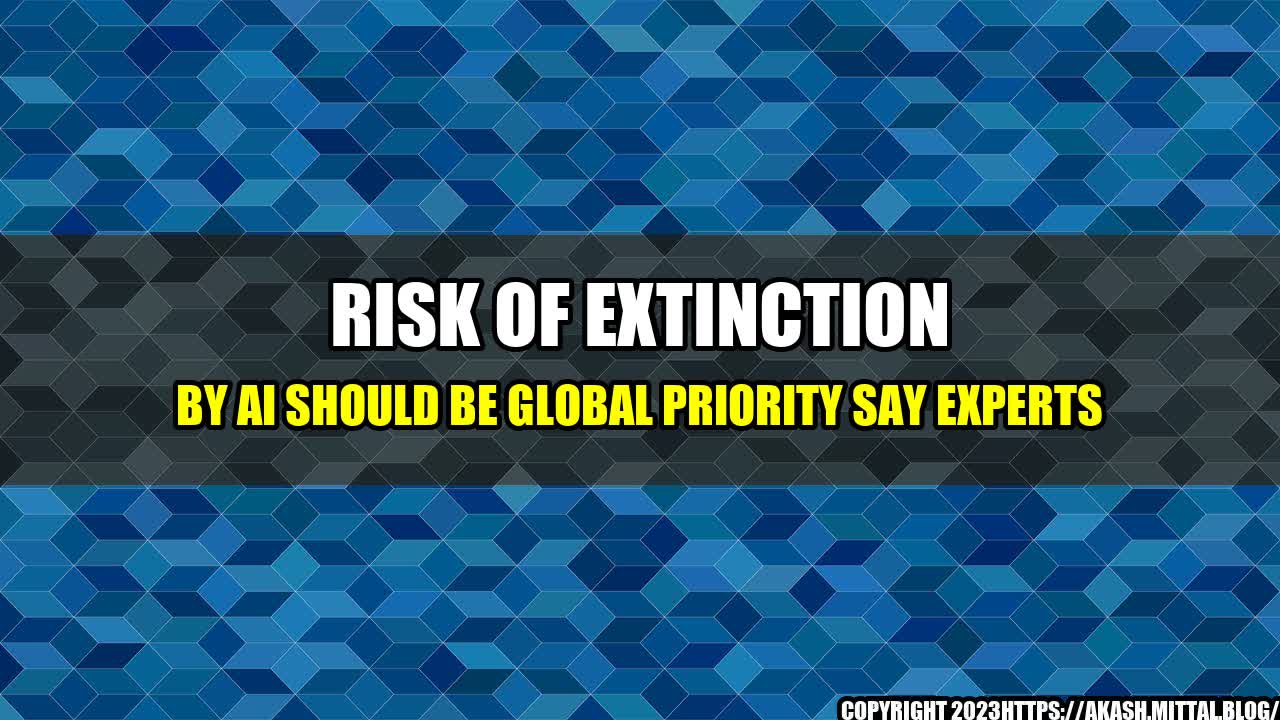 RISK OF EXTINCTION
BY AI SHOULD BE GLOBAL PRIORITY SAY EXPERTS
COPYRIGHT 2023HTTPS://AKASH.MITTAL.BLOG/